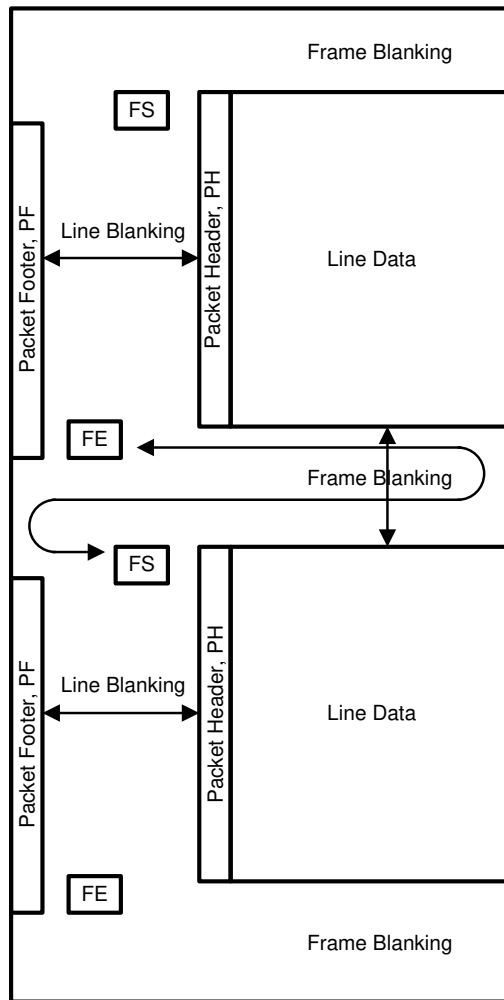 Frame Blanking
FS
Packet Footer, PF
Line Blanking
Packet Header, PH
Line Data
FE
Frame Blanking
FS
Packet Footer, PF
Line Blanking
Packet Header, PH
Line Data
FE
Frame Blanking